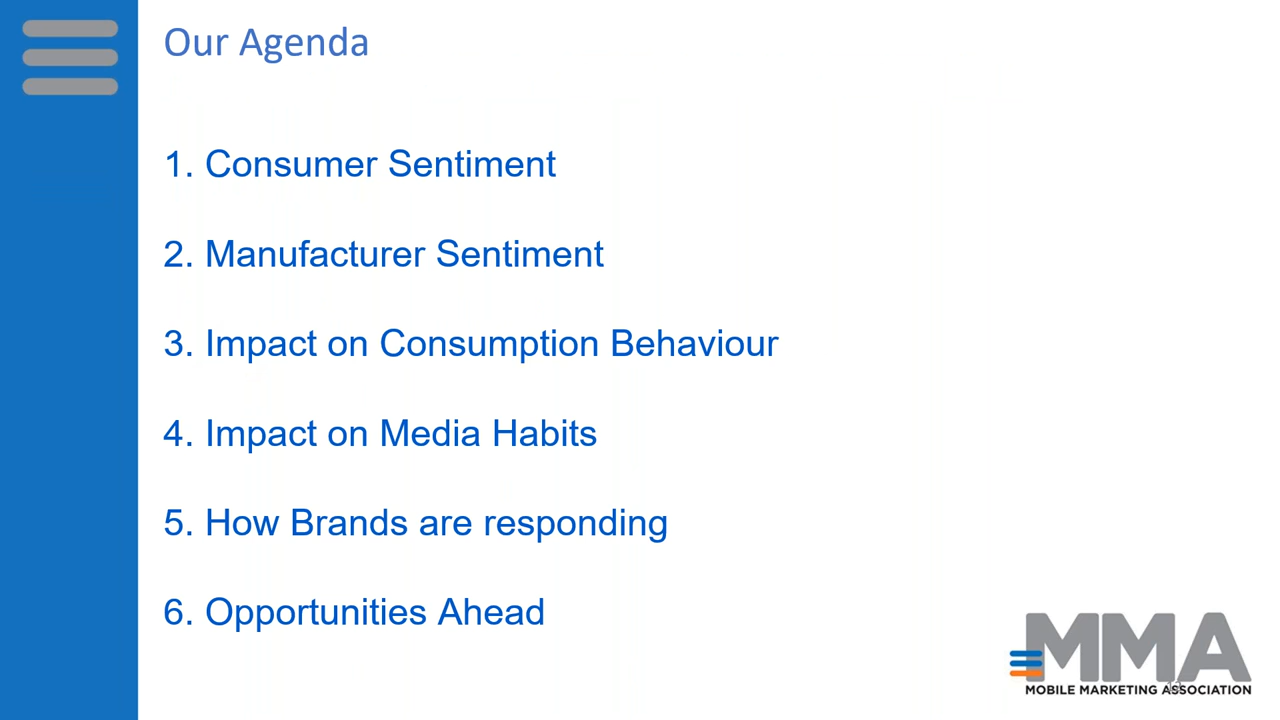 Our Agenda
1. Consumer Sentiment
2. Manufacturer Sentiment
3. Impact on Consumption Behaviour
4. Impact on Media Habits
5. How Brands are responding
6. Opportunities Ahead
MMA
MOBILE MARKETING ASSOCIATION